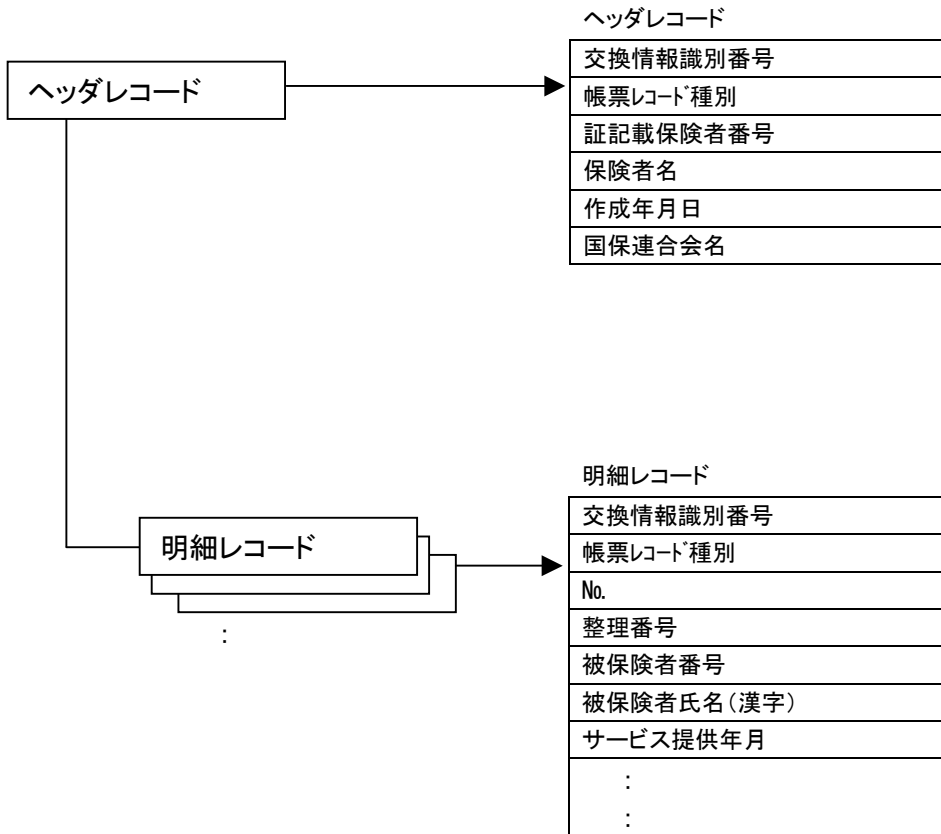 ヘッダレコード
ヘッダレコード
交換情報識別番号
帳票ﾚｺｰﾄﾞ種別
証記載保険者番号
保険者名
作成年月日
国保連合会名
明細レコード
:
明細レコード
交換情報識別番号
帳票ﾚｺｰﾄﾞ種別
№
整理番号
被保険者番号
被保険者氏名(漢字)
サービス提供年月
:
: